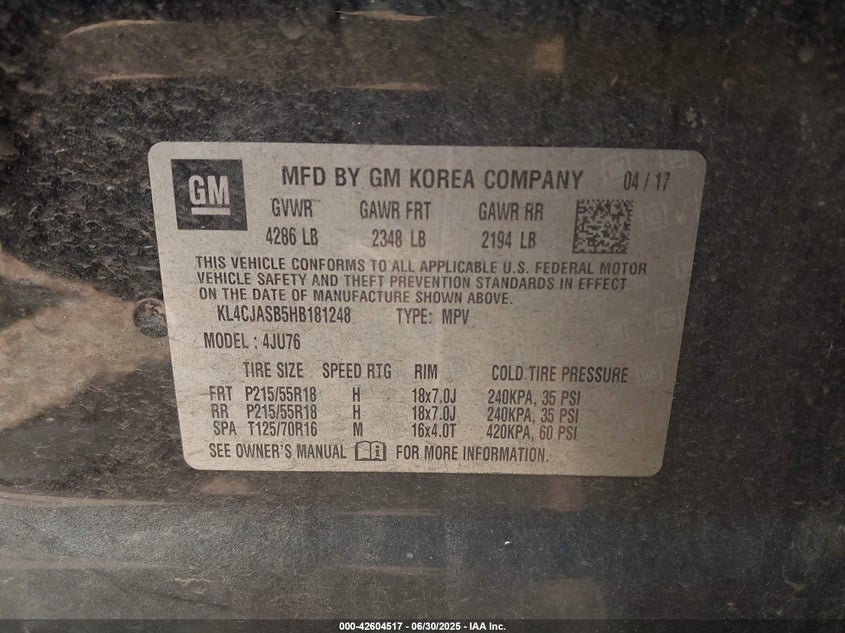 GM MFD BY GM KOREA COMPANY 04 / 17
GVWR GAWR FRT GAWR RR
4286 LB 2348 LB 2194 LB
THIS VEHICLE CONFORMS TO ALL APPLICABLE U.S. FEDERAL MOTOR
VEHICLE SAFETY AND THEFT PREVENTION STANDARDS IN EFFECT
ON THE DATE OF MANUFACTURE SHOWN ABOVE.
KL4CJASB5HB181248 TYPE: MPV
MODEL : 4JU76
TIRE SIZE SPEED RTG RIM COLD TIRE PRESSURE
FRT P215/55R18 H 18x7.0J 240KPA, 35 PSI
RR P215/55R18 H 18x7.0J 240KPA, 35 PSI
SPA T125/70R16 M 16x4.0T 420KPA, 60 PSI
SEE OWNER'S MANUAL FOR MORE INFORMATION.
000-42604517 - 06/30/2025 - IAA Inc.